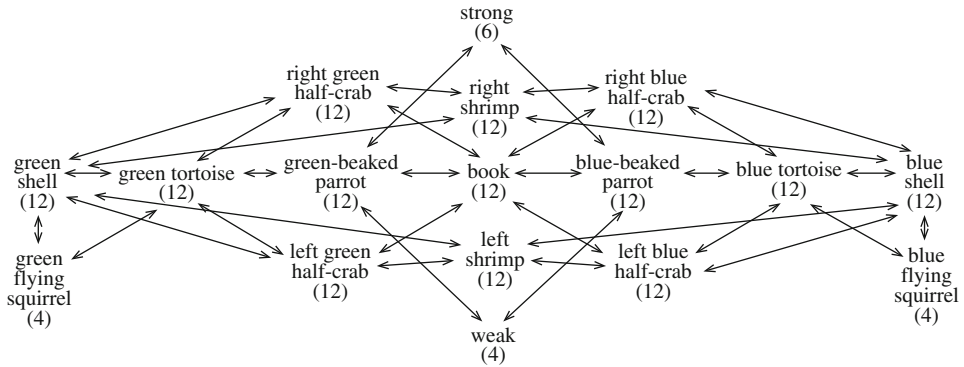 strong
(6)
right green
half-crab
(12)
right
shrimp
(12)
right blue
half-crab
(12)
green
shell
(12)
green tortoise
(12)
green-beaked
parrot
(12)
book
(12)
blue-beaked
parrot
(12)
blue tortoise
(12)
blue
shell
(12)
green
flying
squirrel
(4)
left green
half-crab
(12)
left
shrimp
(12)
left blue
half-crab
(12)
blue
flying
squirrel
(4)
weak
(4)